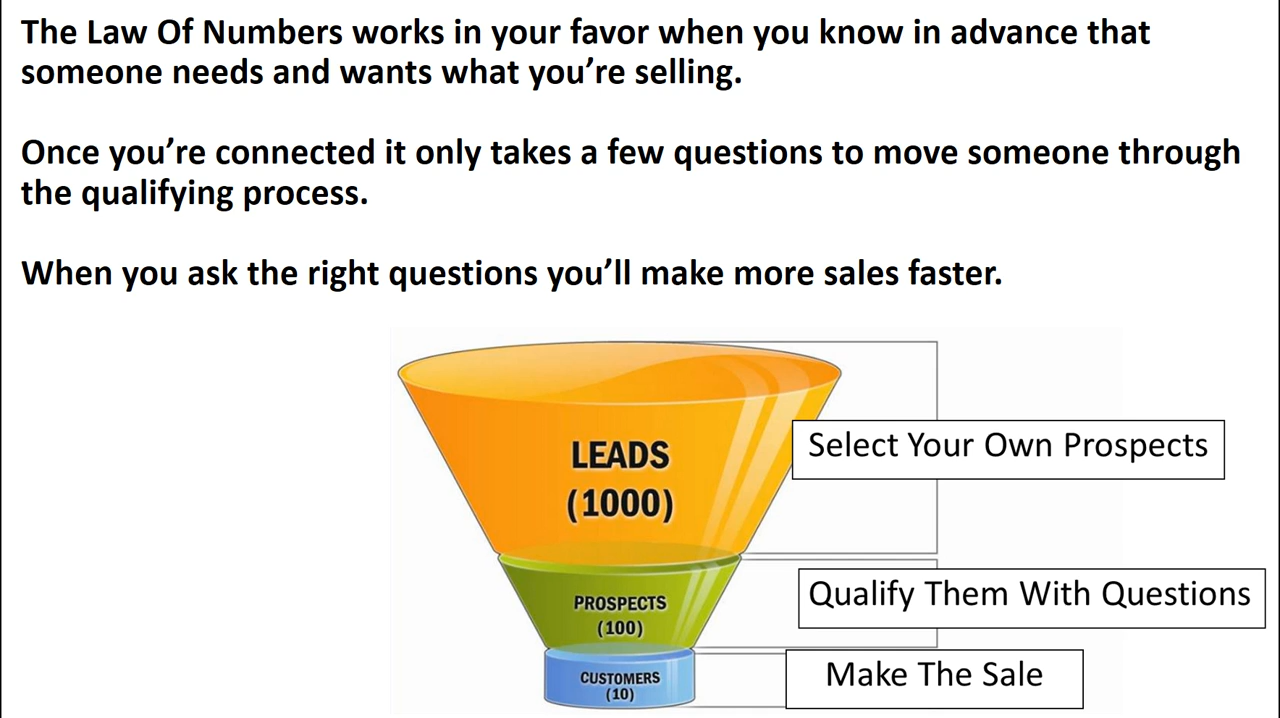 The Law Of Numbers works in your favor when you know in advance that
someone needs and wants what you’re selling.
Once you’re connected it only takes a few questions to move someone through
the qualifying process.
When you ask the right questions you’ll make more sales faster.
LEADS
(1000)
Select Your Own Prospects
PROSPECTS
(100)
Qualify Them With Questions
CUSTOMERS
(10)
Make The Sale